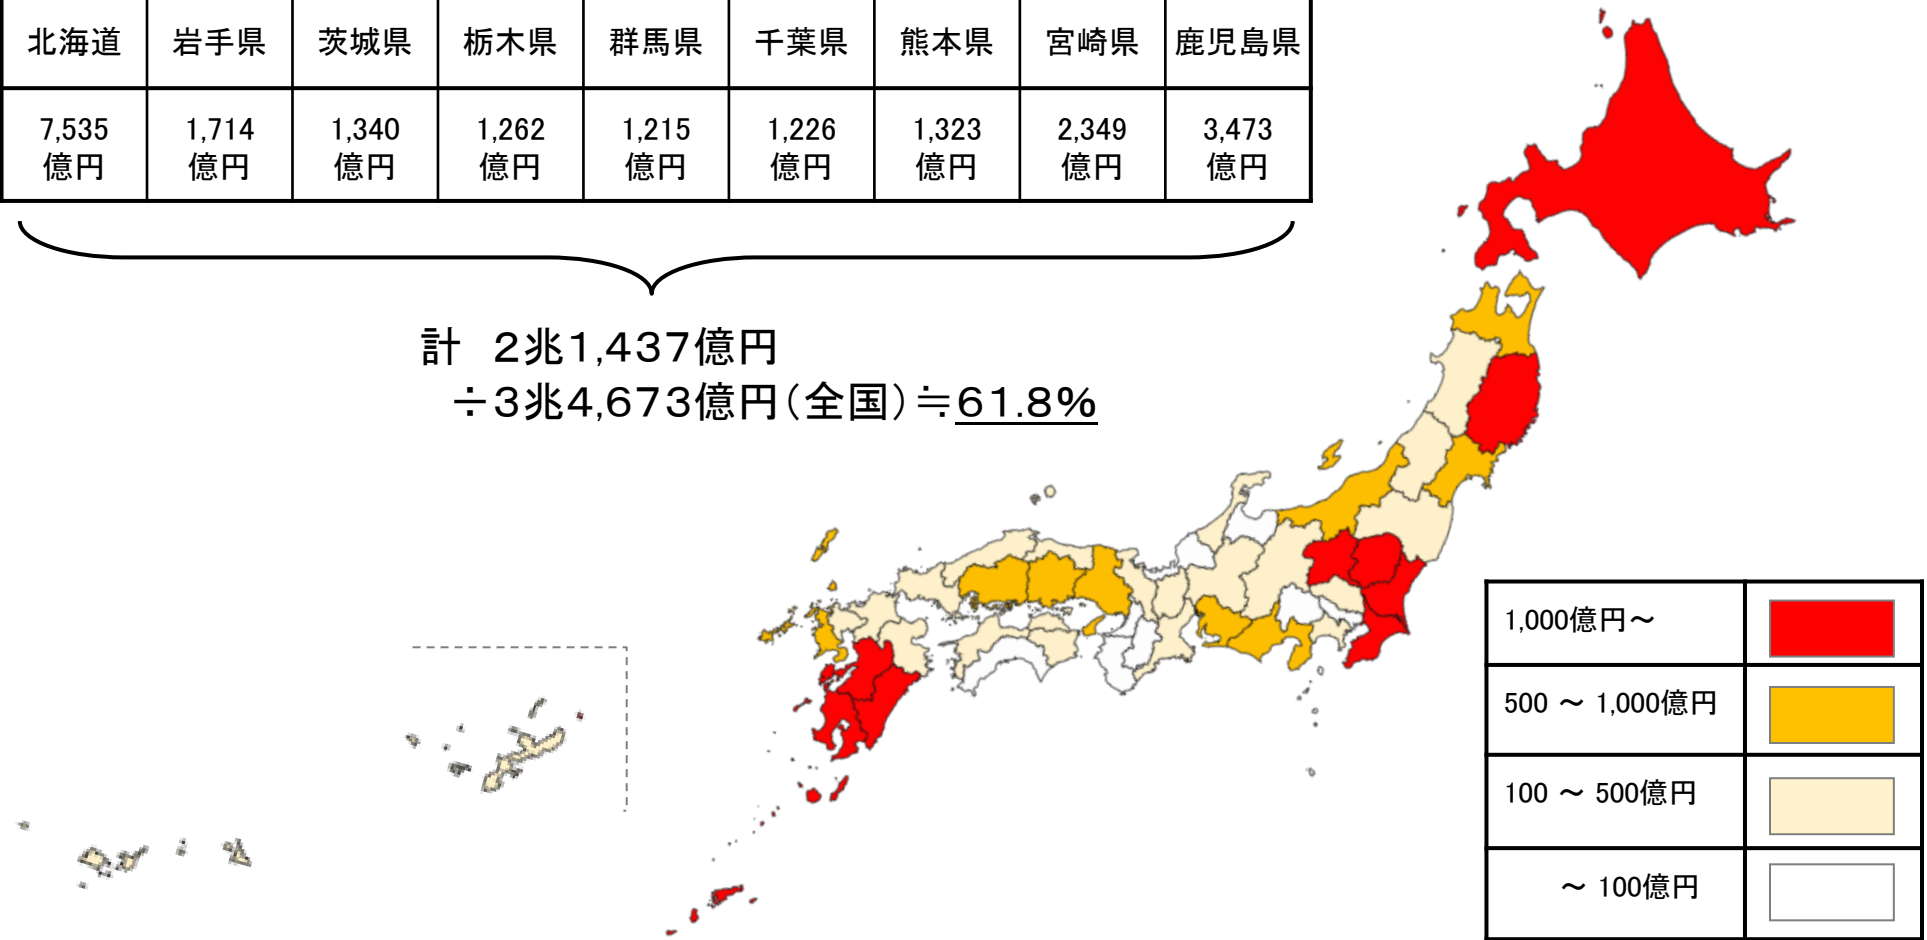 北海道 岩手県 茨城県 栃木県 群馬県 千葉県 熊本県 宮崎県 鹿児島県
7,535 1,714 1,340 1,262 1,215 1,226 1,323 2,349 3,473
億円 億円 億円 億円 億円 億円 億円 億円 億円
計　２兆１,４３７億円
÷３兆４,６７３億円（全国）≒６１.８％
1,000億円～
500 ～ 1,000億円
100 ～ 500億円
～ 100億円